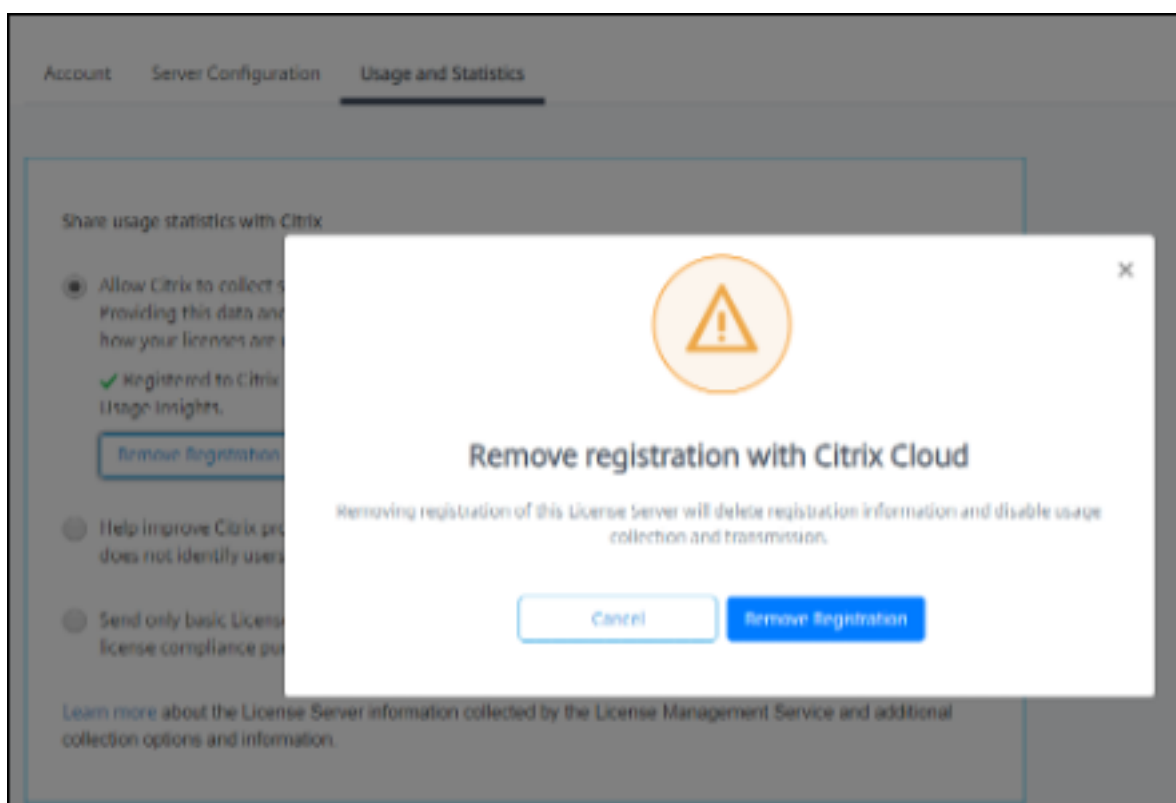 Account Server Configuration Usage and Statistics
Share usage statistics with Citrix
Allow Citrix to collect s
Providing this data and
how your licenses are
Registered to Citrix
Usage Insights.
Remove Registration
Help improve Citrix pro
does not identify users
Send only basic Licens
license compliance pu
Learn more about the License Server information collected by the License Management Service and additional
collection options and information.
Remove registration with Citrix Cloud
Removing registration of this License Server will delete registration information and disable usage
collection and transmission.
Cancel Remove Registration